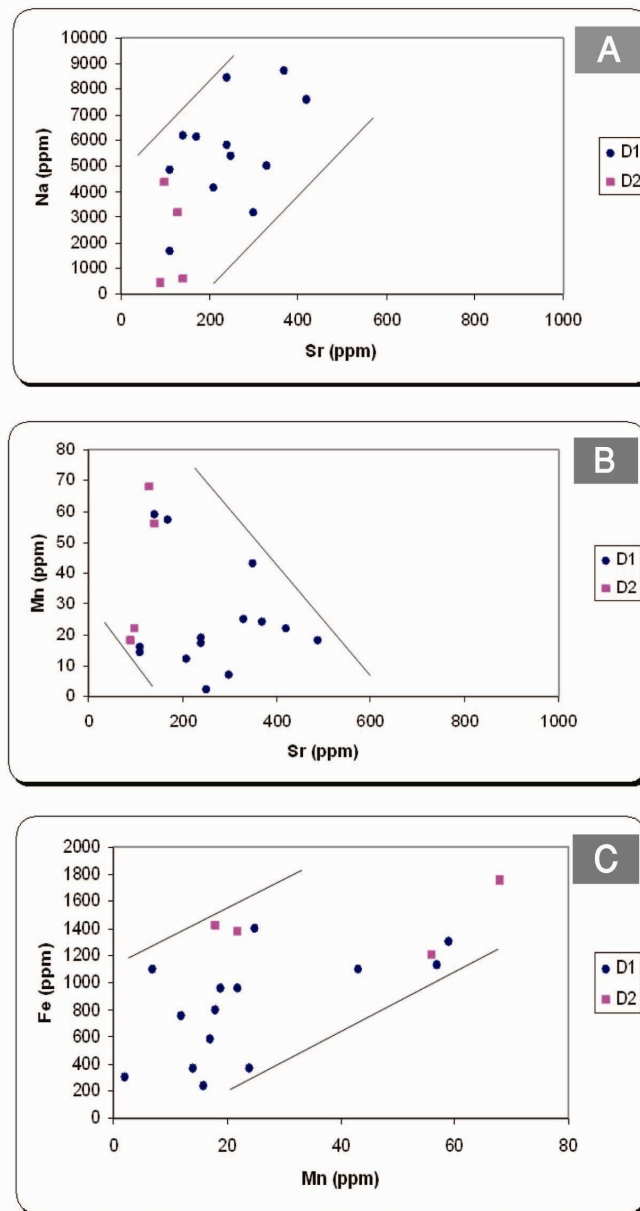 A
10000
9000
8000
7000
6000
5000
4000
3000
2000
1000
0
Na (ppm)
0 200 400 600 800 1000
Sr (ppm)
D1
D2
B
80
70
60
50
40
30
20
10
0
Mn (ppm)
0 200 400 600 800 1000
Sr (ppm)
D1
D2
C
2000
1800
1600
1400
1200
1000
800
600
400
200
0
Fe (ppm)
0 20 40 60 80
Mn (ppm)
D1
D2